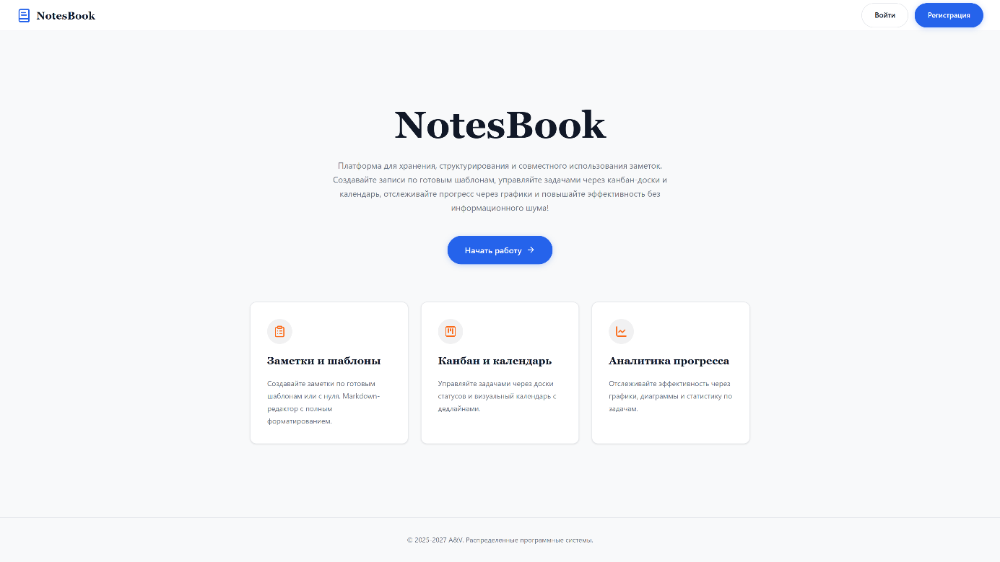 NotesBook
Войти
Регистрация
NotesBook
Платформа для хранения, структурирования и совместного использования заметок.
Создавайте записи по готовым шаблонам, управляйте задачами через канбан-доски и
календарь, отслеживайте прогресс через графики и повышайте эффективность без
информационного шума!
Начать работу
Заметки и шаблоны
Создавайте заметки по готовым
шаблонам или с нуля. Markdown-
редактор с полным
форматированием.
Канбан и календарь
Управляйте задачами через доски
статусов и визуальный календарь с
дедлайнами.
Аналитика прогресса
Отслеживайте эффективность через
графики, диаграммы и статистику по
задачам.
© 2025-2027 A&V. Распределенные программные системы.